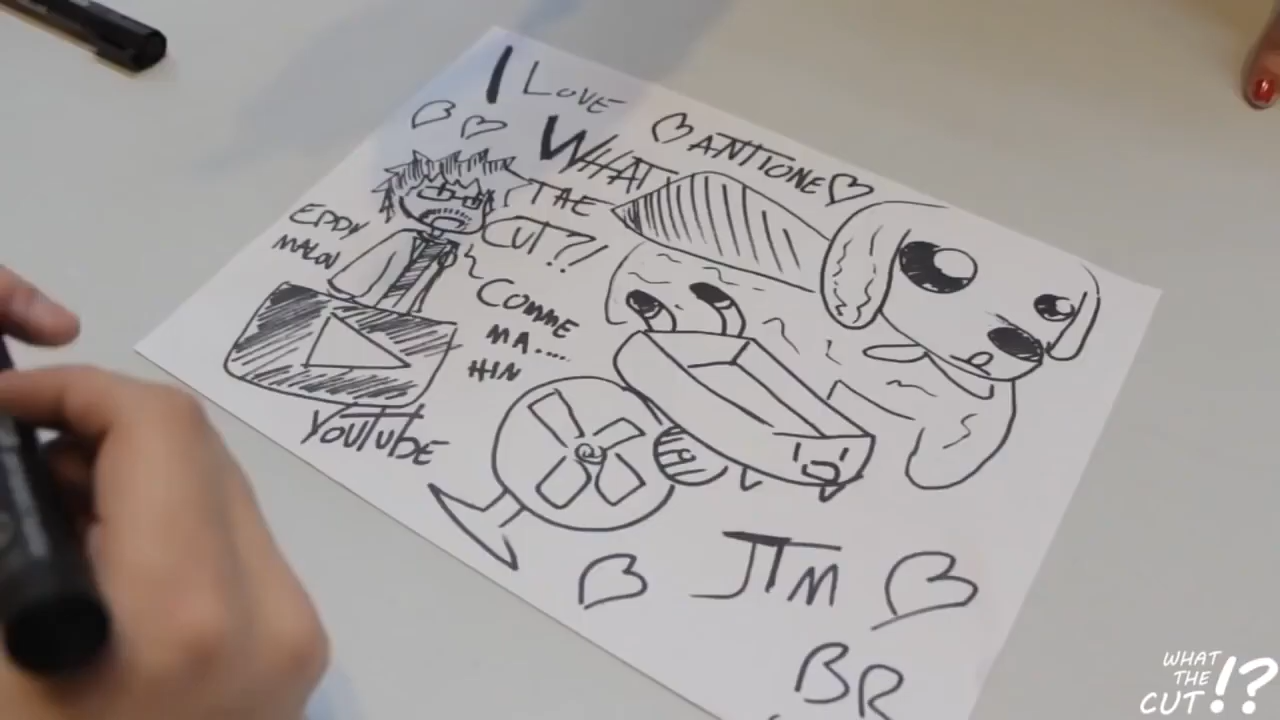 I LOVE
WHAT
THE
CUT?!
ANTIONE
EDDY
MALOU
COMME
MA....
HIN
YOUTUBE
JTM
BR
WHAT
THE
CUT!?